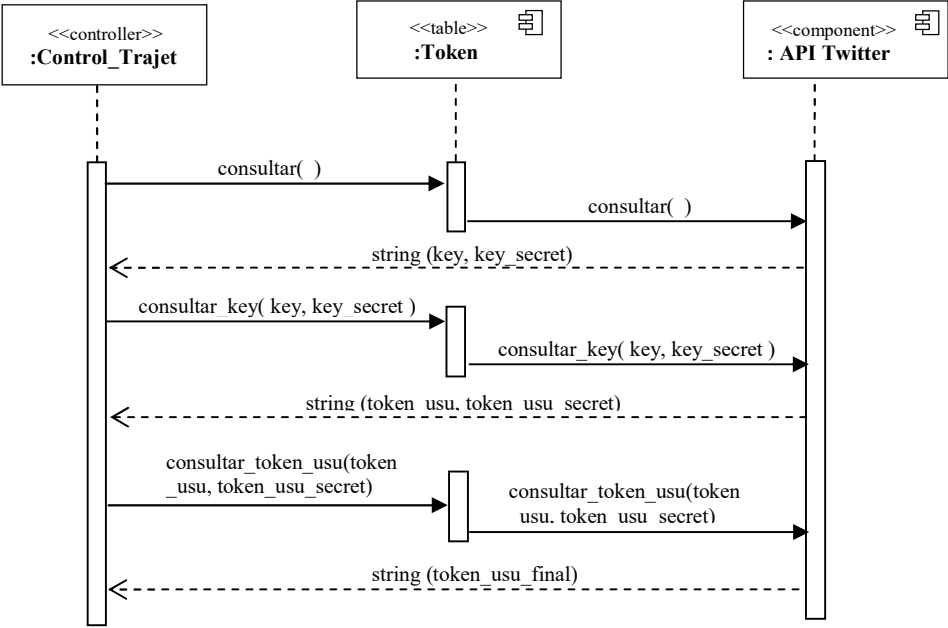 <<controller>>
:Control_Trajet
<<table>>
:Token
<<component>>
: API Twitter
consultar( )
consultar( )
string (key, key_secret)
consultar_key( key, key_secret )
consultar_key( key, key_secret )
string (token_usu, token_usu_secret)
consultar_token_usu(token
_usu, token_usu_secret)
consultar_token_usu(token
_usu, token_usu_secret)
string (token_usu_final)